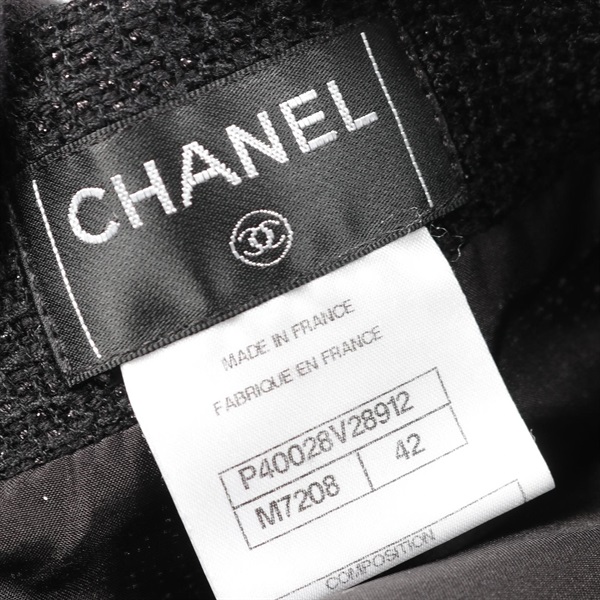 CHANEL
MADE IN FRANCE
FABRIQUE EN FRANCE
P40028V28912
M7208 42
COMPOSITION